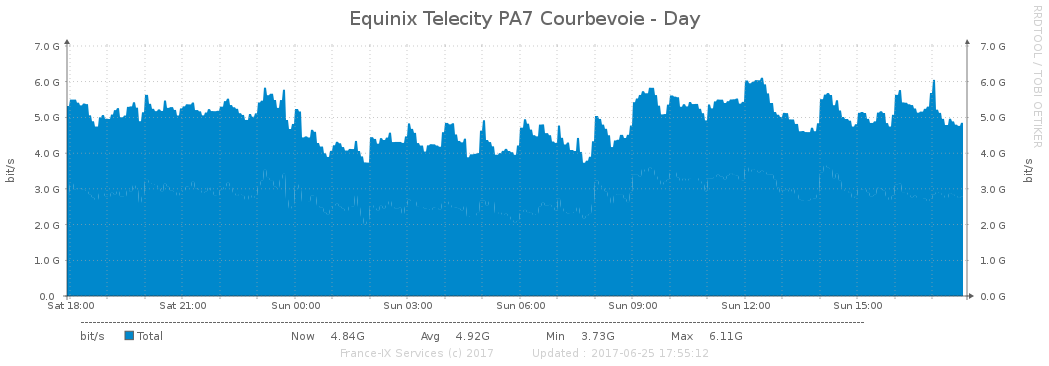 Equinix Telecity PA7 Courbevoie - Day
RRDTOOL / TOBI OETIKER
7.0 G 7.0 G
6.0 G 6.0 G
5.0 G 5.0 G
4.0 G 4.0 G
3.0 G 3.0 G
2.0 G 2.0 G
1.0 G 1.0 G
0.0 0.0 G
bit/s
bit/s
Sat 18:00 Sat 21:00 Sun 00:00 Sun 03:00 Sun 06:00 Sun 09:00 Sun 12:00 Sun 15:00
bit/s Total Now 4.84G Avg 4.92G Min 3.73G Max 6.11G
France-IX Services (c) 2017 Updated : 2017-06-25 17:55:12